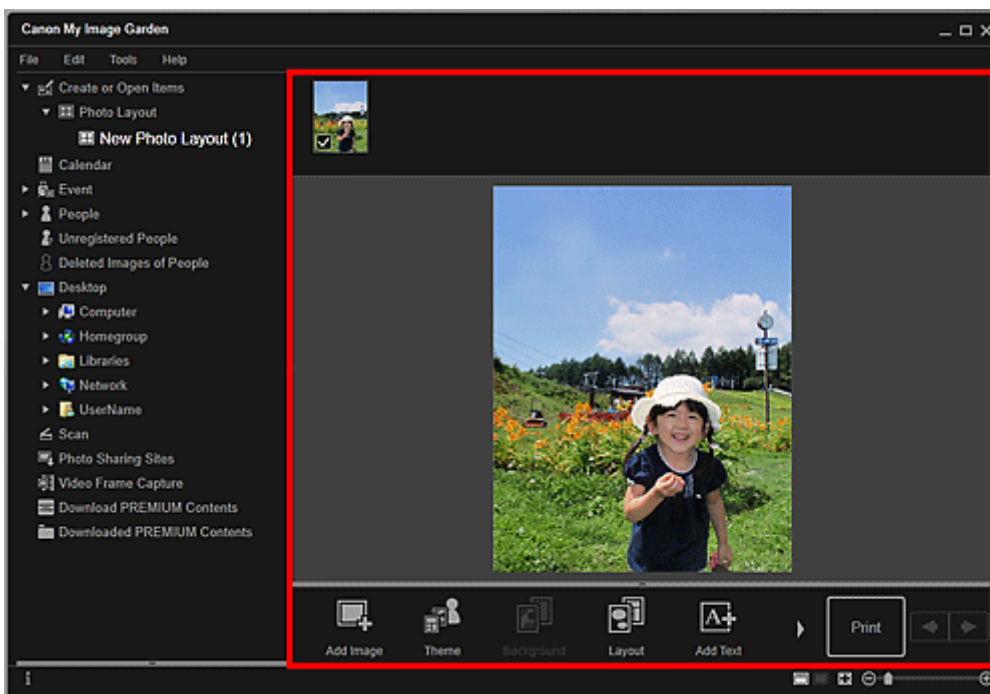 Canon My Image Garden
File Edit Tools Help
Create or Open Items
Photo Layout
New Photo Layout (1)
Calendar
Event
People
Unregistered People
Deleted Images of People
Desktop
Computer
Homegroup
Libraries
Network
UserName
Scan
Photo Sharing Sites
Video Frame Capture
Download PREMIUM Contents
Downloaded PREMIUM Contents
Add Image Theme Background Layout Add Text Print